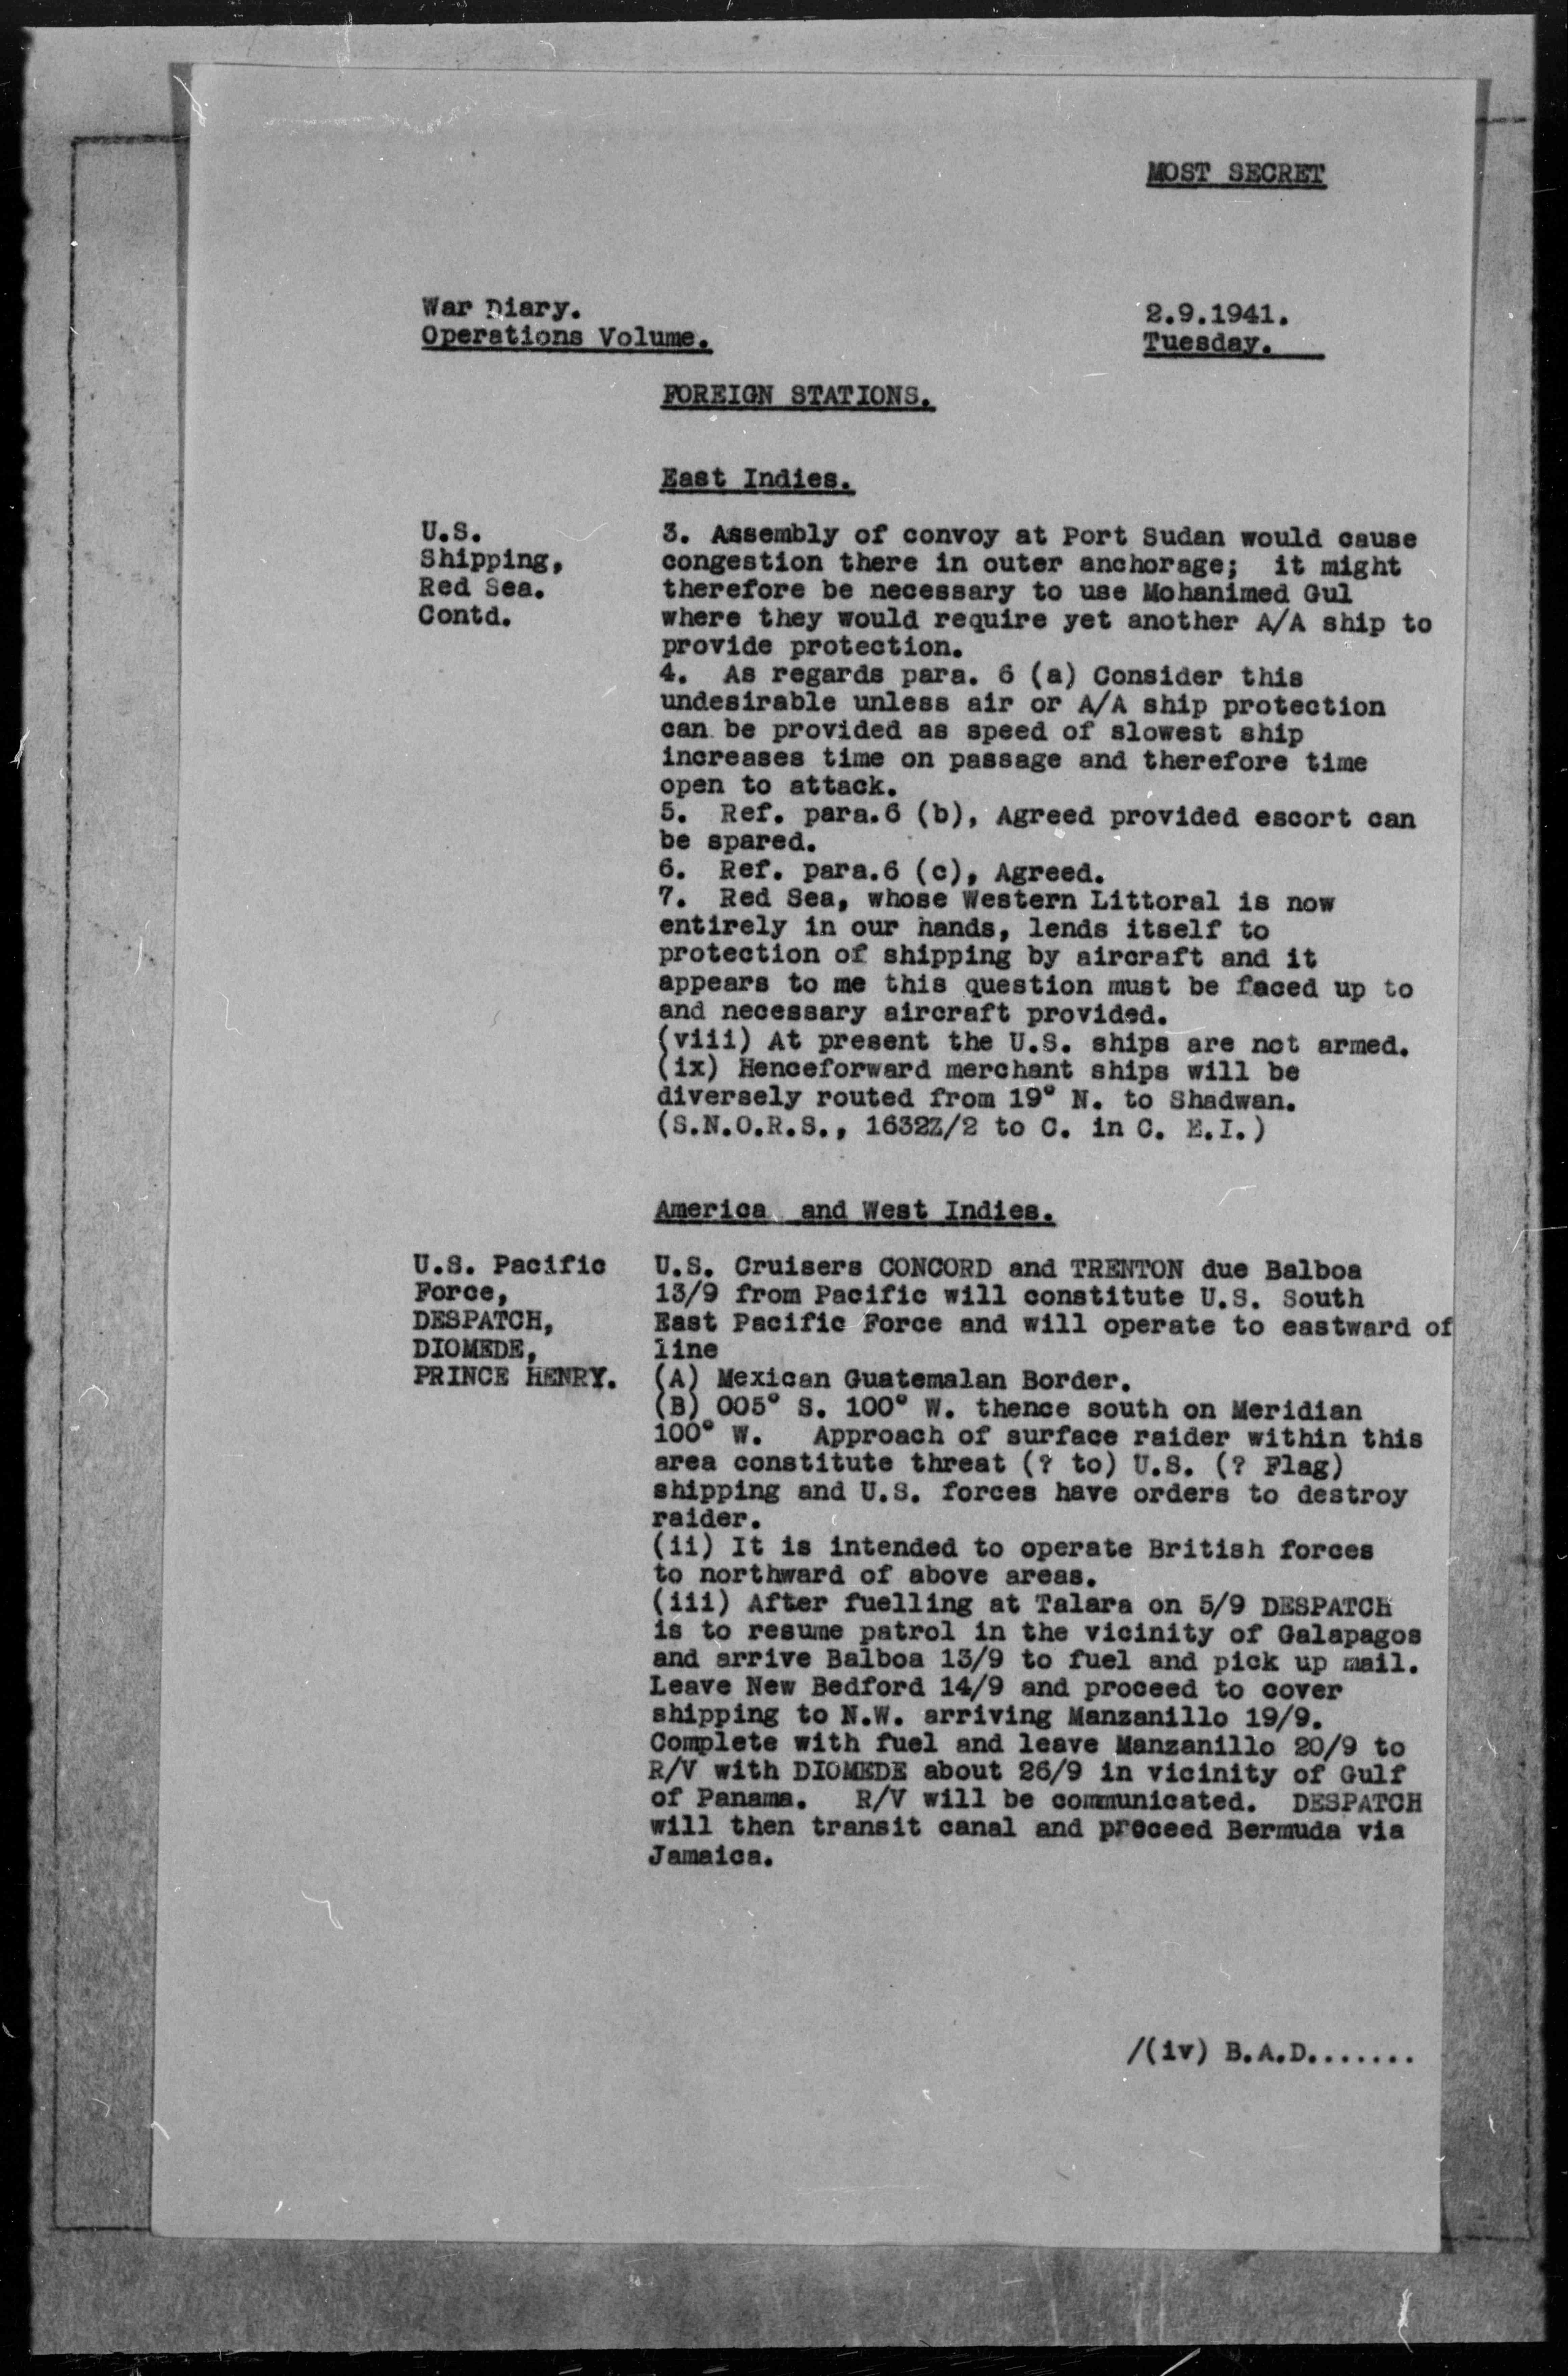 MOST SECRET
War Diary.
Operations Volume.
2.9.1941.
Tuesday.
FOREIGN STATIONS.
East Indies.
U.S.
Shipping,
Red Sea.
Contd.
3. Assembly of convoy at Port Sudan would cause
congestion there in outer anchorage; it might
therefore be necessary to use Mohanimed Gul
where they would require yet another A/A ship to
provide protection.
4. As regards para. 6 (a) Consider this
undesirable unless air or A/A ship protection
can be provided as speed of slowest ship
increases time on passage and therefore time
open to attack.
5. Ref. para.6 (b), Agreed provided escort can
be spared.
6. Ref. para.6 (c), Agreed.
7. Red Sea, whose Western Littoral is now
entirely in our hands, lends itself to
protection of shipping by aircraft and it
appears to me this question must be faced up to
and necessary aircraft provided.
(viii) At present the U.S. ships are not armed.
(ix) Henceforward merchant ships will be
diversely routed from 19° N. to Shadwan.
(S.N.O.R.S., 1632Z/2 to C. in C. E.I.)
America and West Indies.
U.S. Pacific
Force,
DESPATCH,
DIOMEDE,
PRINCE HENRY.
U.S. Cruisers CONCORD and TRENTON due Balboa
13/9 from Pacific will constitute U.S. South
East Pacific Force and will operate to eastward of
line
(A) Mexican Guatemalan Border.
(B) 005° S. 100° W. thence south on Meridian
100° W. Approach of surface raider within this
area constitute threat (? to) U.S. (? Flag)
shipping and U.S. forces have orders to destroy
raider.
(ii) It is intended to operate British forces
to northward of above areas.
(iii) After fuelling at Talara on 5/9 DESPATCH
is to resume patrol in the vicinity of Galapagos
and arrive Balboa 13/9 to fuel and pick up mail.
Leave New Bedford 14/9 and proceed to cover
shipping to N.W. arriving Manzanillo 19/9.
Complete with fuel and leave Manzanillo 20/9 to
R/V with DIOMEDE about 26/9 in vicinity of Gulf
of Panama. R/V will be communicated. DESPATCH
will then transit canal and proceed Bermuda via
Jamaica.
/(iv) B.A.D.......